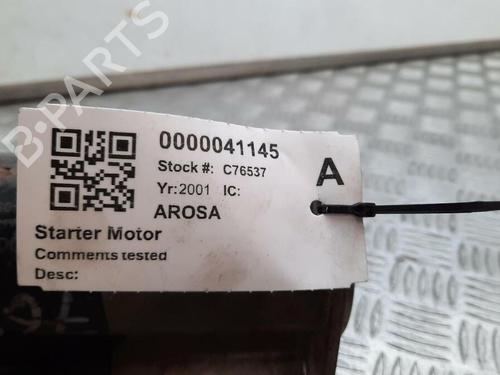 B-PARTS
0000041145
Stock #: C76537
Yr:2001 IC:
AROSA
A
Starter Motor
Comments tested
Desc: